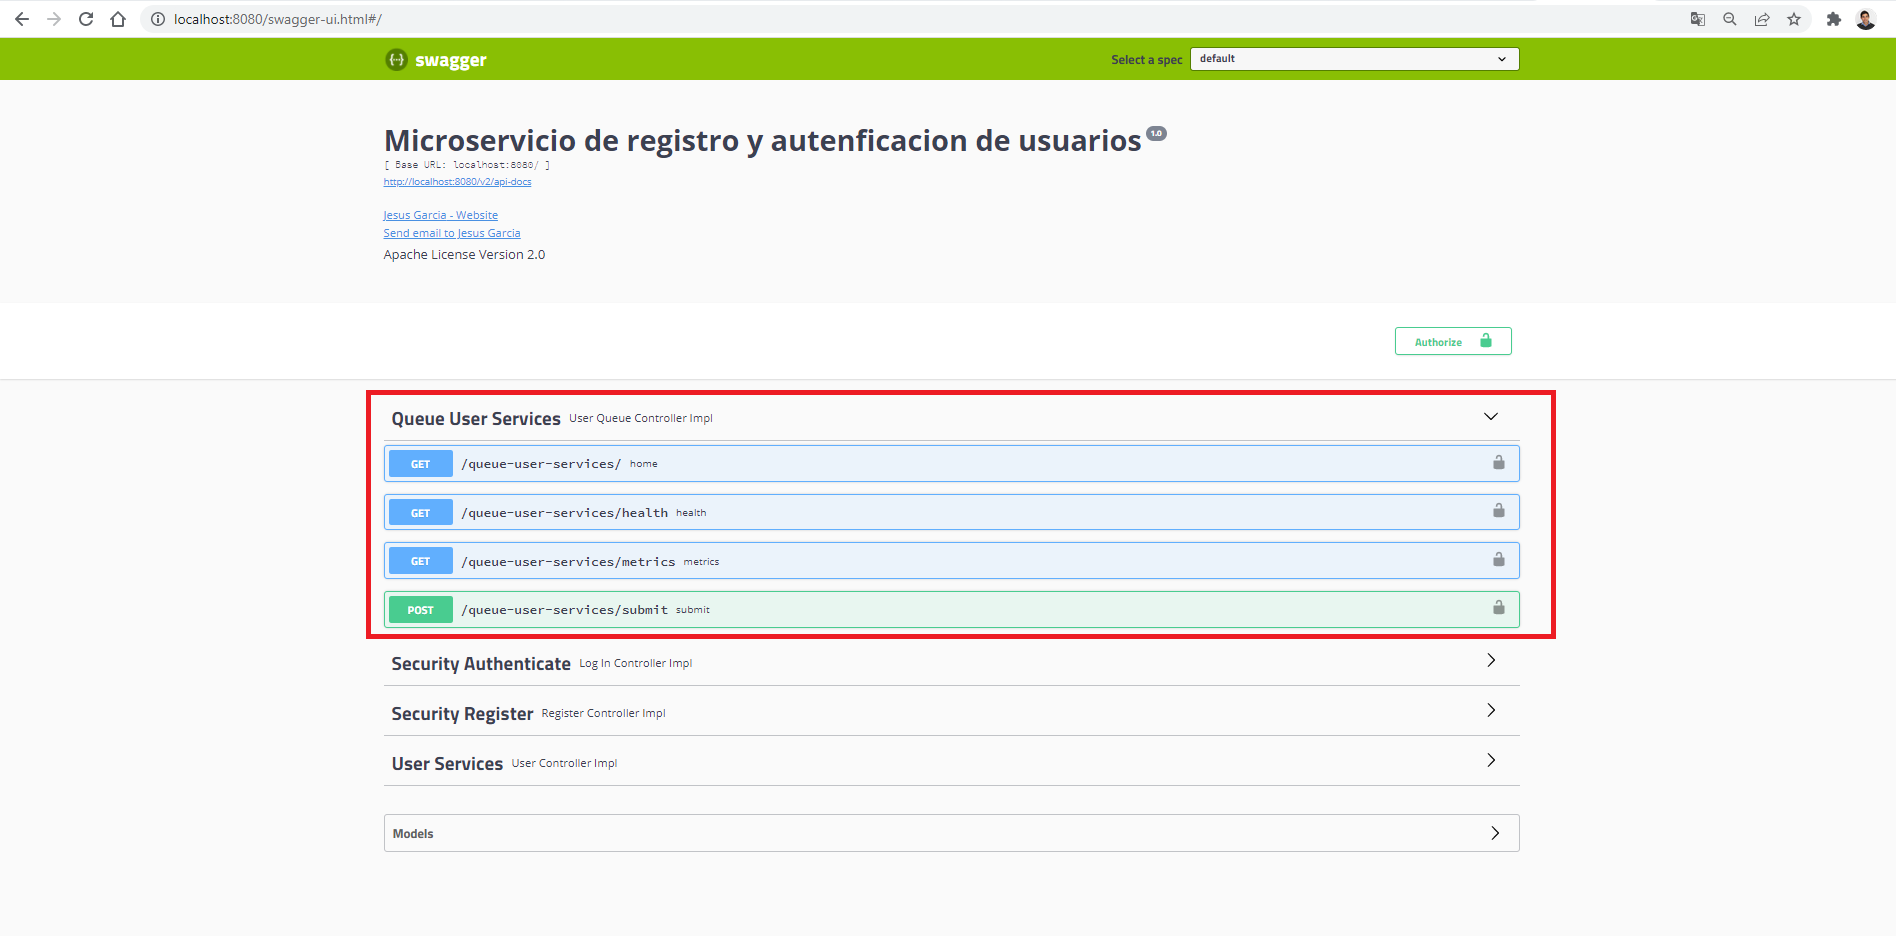 localhost:8080/swagger-ui.html#/
swagger
Select a spec
default
Microservicio de registro y autenficacion de usuarios 1.0
[ Base URL: localhost:8080/ ]
http://localhost:8080/v2/api-docs
Jesus Garcia - Website
Send email to Jesus Garcia
Apache License Version 2.0
Authorize
Queue User Services User Queue Controller Impl
GET /queue-user-services/ home
GET /queue-user-services/health health
GET /queue-user-services/metrics metrics
POST /queue-user-services/submit submit
Security Authenticate Log In Controller Impl
Security Register Register Controller Impl
User Services User Controller Impl
Models